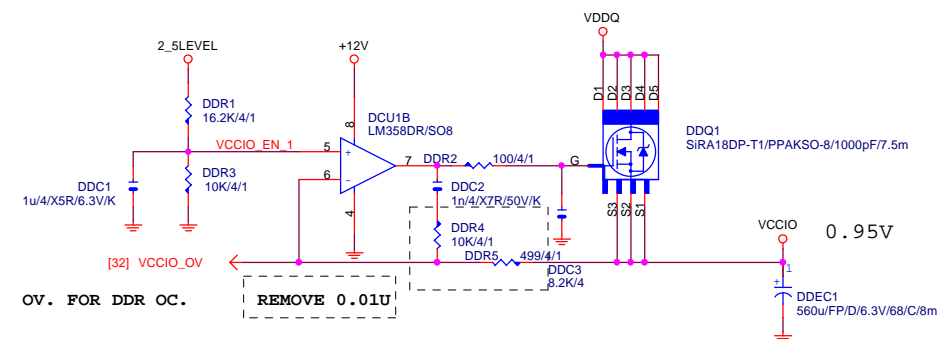 VDDQ
2_5LEVEL
+12V
D1
D2
D3
D4
D5
DDR1
16.2K/4/1
DCU1B
LM358DR/SO8
8
VCCIO_EN_1
5
+
7
DDR2
100/4/1
G
DDQ1
SiRA18DP-T1/PPAKSO-8/1000pF/7.5m
6
-
DDC1
1u/4/X5R/6.3V/K
DDR3
10K/4/1
DDC2
1n/4/X7R/50V/K
4
S3
S2
S1
DDR4
10K/4/1
VCCIO
0.95V
[32] VCCIO_OV
DDR5
499/4/1
DDC3
8.2K/4
1
+
DDEC1
560u/FP/D/6.3V/68/C/8m
OV. FOR DDR OC.
REMOVE 0.01U